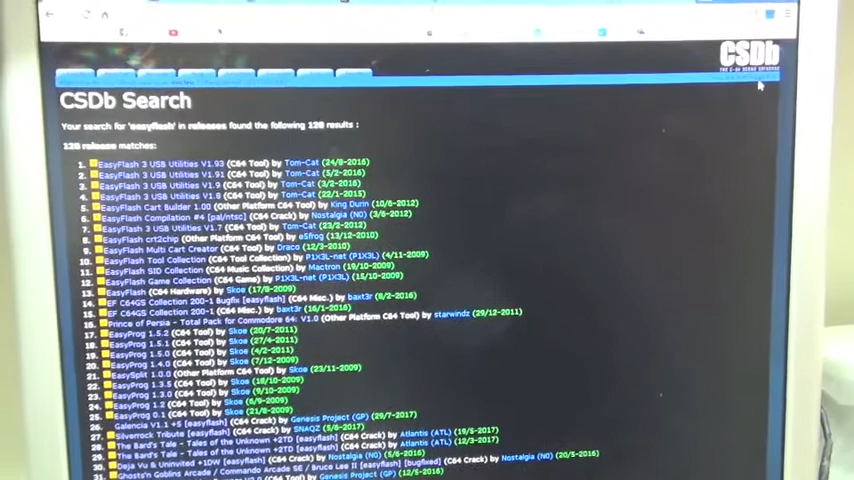 CSDb
THE C-64 SCENE DATABASE
CSDb Search
Your search for 'easyflash' in releases found the following 128 results :
128 release matches:
1. EasyFlash 3 USB Utilities V1.93 (C64 Tool) by Tom-Cat (24/8-2016)
2. EasyFlash 3 USB Utilities V1.91 (C64 Tool) by Tom-Cat (5/2-2016)
3. EasyFlash 3 USB Utilities V1.9 (C64 Tool) by Tom-Cat (3/2-2016)
4. EasyFlash 3 USB Utilities V1.8 (C64 Tool) by Tom-Cat (22/1-2015)
5. EasyFlash Cart Builder 1.00 (Other Platform C64 Tool) by King Durin (10/6-2012)
6. EasyFlash Compilation #4 [pal/ntsc] (C64 Crack) by Nostalgia (NO) (3/6-2012)
7. EasyFlash 3 USB Utilities V1.7 (C64 Tool) by Tom-Cat (23/2-2012)
8. EasyFlash crt2chip (Other Platform C64 Tool) by eSfrog (13/12-2010)
9. EasyFlash Multi Cart Creator (C64 Tool) by Draco (12/3-2010)
10. EasyFlash Tool Collection (C64 Tool Collection) by P1X3L-net (P1X3L) (4/11-2009)
11. EasyFlash SID Collection (C64 Music Collection) by Mactron (19/10-2009)
12. EasyFlash Game Collection (C64 Game) by P1X3L-net (P1X3L) (15/10-2009)
13. EasyFlash (C64 Hardware) by Skoe (17/8-2009)
14. EF C64GS Collection 200-1 Bugfix [easyflash] (C64 Misc.) by baxt3r (8/2-2016)
15. EF C64GS Collection 200-1 (C64 Misc.) by baxt3r (16/1-2016)
16. Prince of Persia - Total Pack for Commodore 64: V1.0 (Other Platform C64 Tool) by starwindz (29/12-2011)
17. EasyProg 1.5.2 (C64 Tool) by Skoe (20/7-2011)
18. EasyProg 1.5.1 (C64 Tool) by Skoe (27/4-2011)
19. EasyProg 1.5.0 (C64 Tool) by Skoe (4/2-2011)
20. EasyProg 1.4.0 (C64 Tool) by Skoe (7/12-2009)
21. EasySplit 1.0.0 (Other Platform C64 Tool) by Skoe (23/11-2009)
22. EasyProg 1.3.5 (C64 Tool) by Skoe (18/10-2009)
23. EasyProg 1.3.0 (C64 Tool) by Skoe (9/10-2009)
24. EasyProg 1.2 (C64 Tool) by Skoe (6/9-2009)
25. EasyProg 0.1 (C64 Tool) by Skoe (21/8-2009)
26. Galencia V1.1 +5 [easyflash] (C64 Crack) by Genesis Project (GP) (29/7-2017)
27. Silverrock Tribute [easyflash] (C64 Crack) by SNAQZ (5/6-2017)
28. The Bard's Tale - Tales of the Unknown +2TD [easyflash] (C64 Crack) by Atlantis (ATL) (19/5-2017)
29. The Bard's Tale - Tales of the Unknown +2TD [easyflash] (C64 Crack) by Atlantis (ATL) (12/3-2017)
30. Deja Vu & Uninvited +1DW [easyflash] (C64 Crack) by Nostalgia (NO) (5/6-2016)
31. Ghosts'n Goblins Arcade / Commando Arcade SE / Bruce Lee II [easyflash] [bugfixed] (C64 Crack) by Nostalgia (NO) (20/5-2016)
(C64 Crack) by Genesis Project (GP) (12/5-2016)